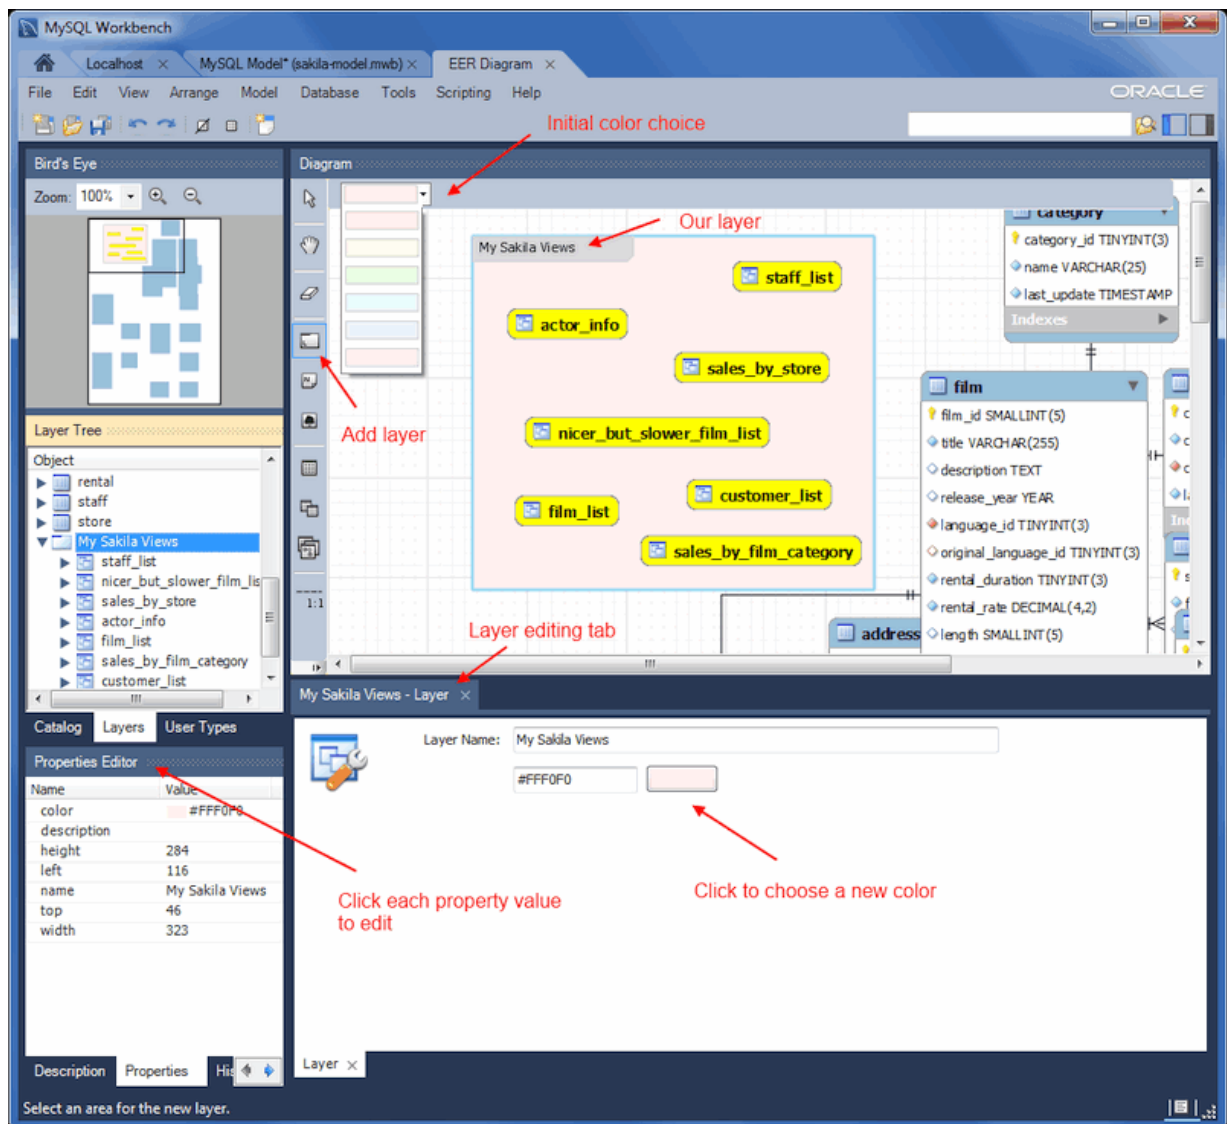 MySQL Workbench
Localhost
MySQL Model* (sakila-model.mwb)
EER Diagram
File Edit View Arrange Model Database Tools Scripting Help
ORACLE
Initial color choice
Bird's Eye
Zoom: 100%
Diagram
Our layer
My Sakila Views
staff_list
actor_info
sales_by_store
nicer_but_slower_film_list
customer_list
film_list
sales_by_film_category
Add layer
category
category_id TINYINT(3)
name VARCHAR(25)
last_update TIMESTAMP
Indexes
film
film_id SMALLINT(5)
title VARCHAR(255)
description TEXT
release_year YEAR
language_id TINYINT(3)
original_language_id TINYINT(3)
rental_duration TINYINT(3)
rental_rate DECIMAL(4,2)
length SMALLINT(5)
address
1:1
Layer Tree
Object
rental
staff
store
My Sakila Views
staff_list
nicer_but_slower_film_lis
sales_by_store
actor_info
film_list
sales_by_film_category
customer_list
Catalog Layers User Types
Layer editing tab
My Sakila Views - Layer
Layer Name: My Sakila Views
#FFF0F0
Click to choose a new color
Properties Editor
Name Value
color #FFF0F0
description
height 284
left 116
name My Sakila Views
top 46
width 323
Click each property value
to edit
Description Properties His
Layer
Select an area for the new layer.